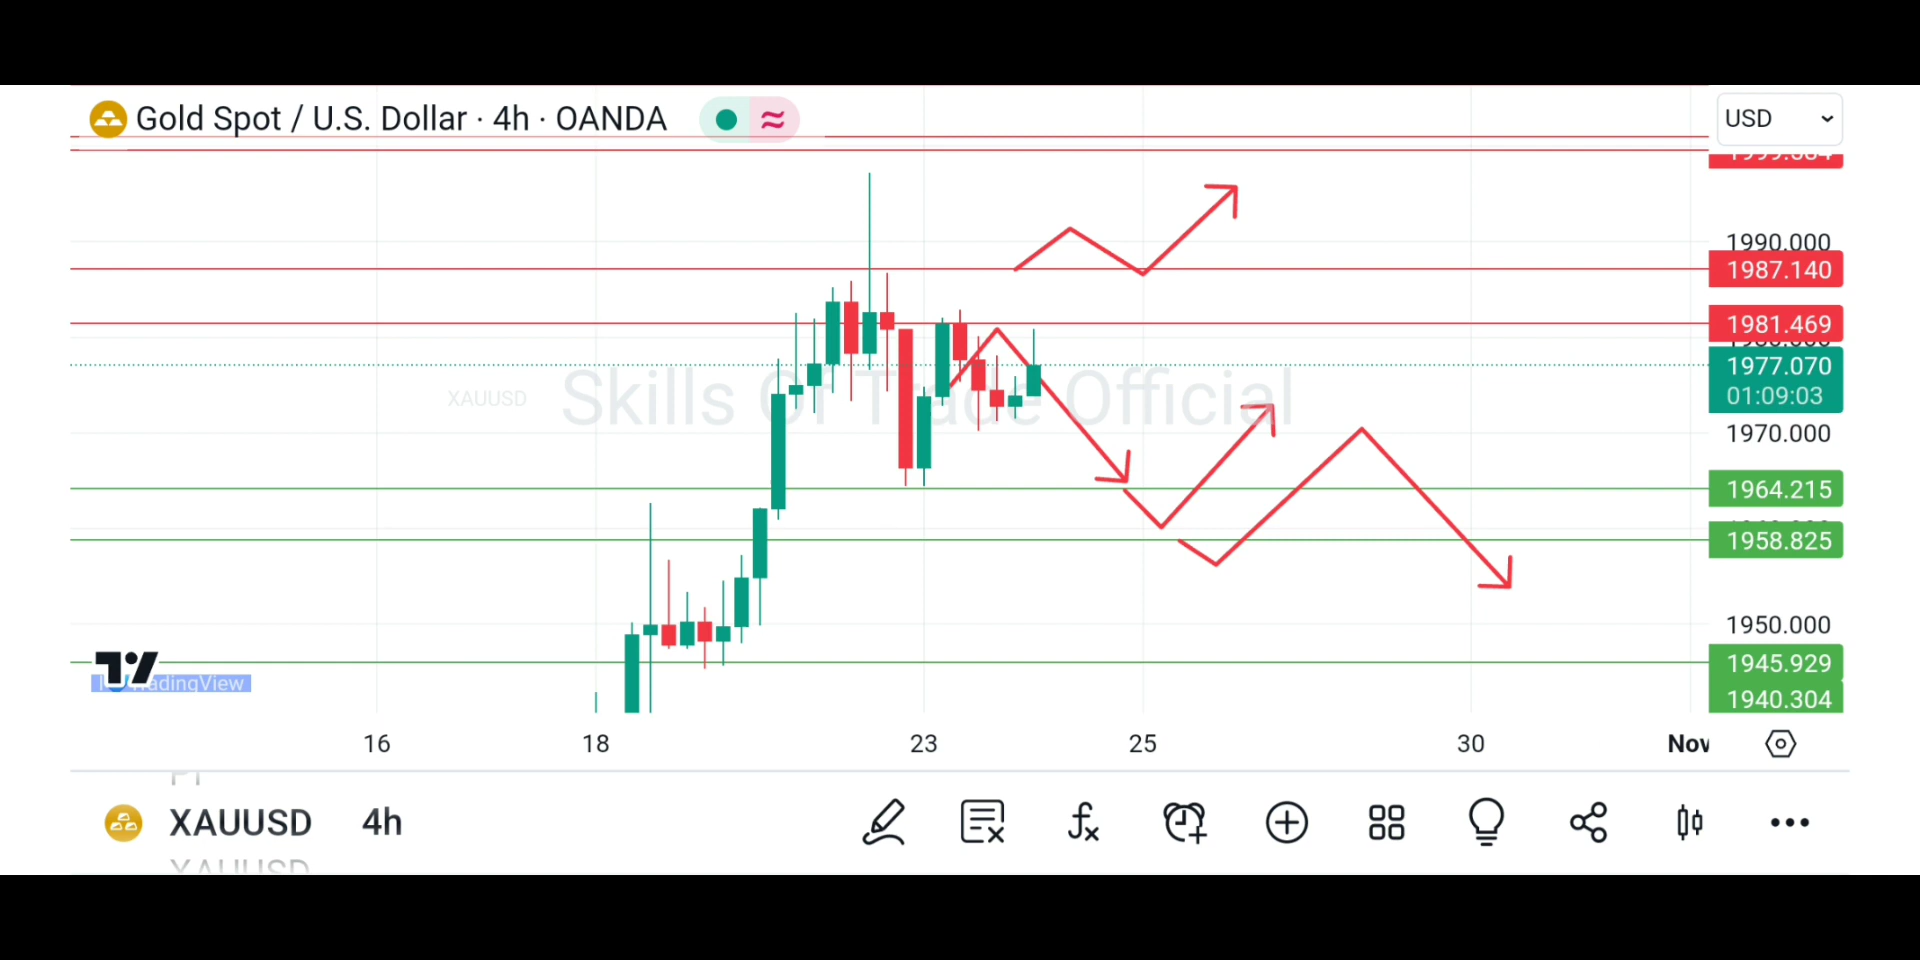 Gold Spot / U.S. Dollar · 4h · OANDA
USD
1990.000
1987.140
1981.469
1977.070
01:09:03
1970.000
1964.215
1958.825
1950.000
1945.929
1940.304
XAUUSD
Skills Of Trade Official
TradingView
16 18 23 25 30 Nov
XAUUSD 4h
XAUUSD